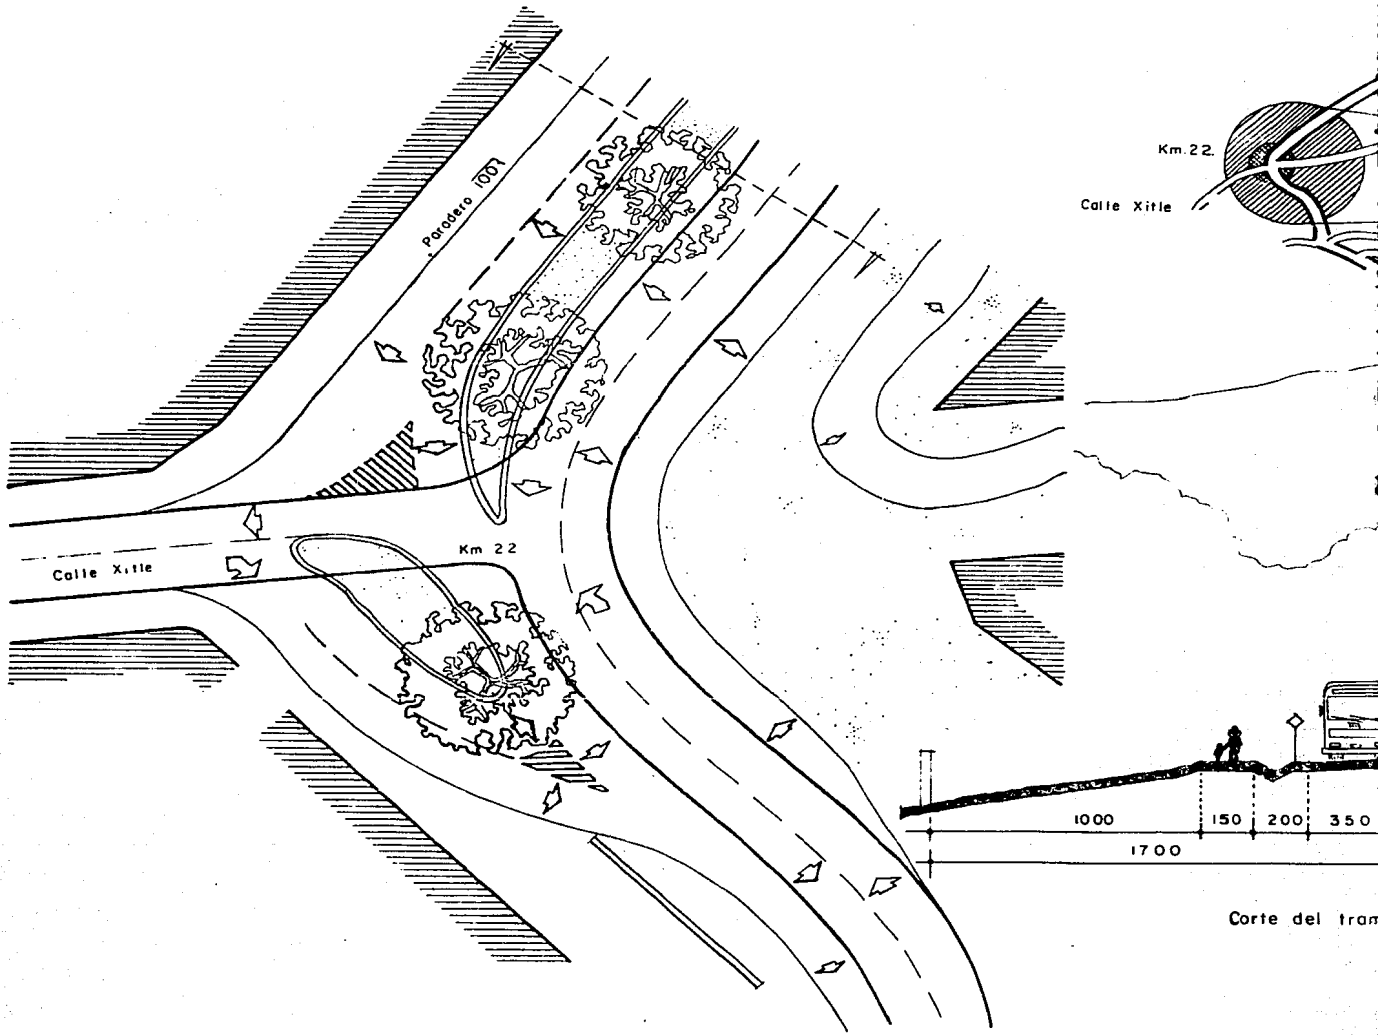 Paradero 100%
Km. 22.
Calle Xitle
Km 22
Calle Xitle
1000 150 200 350
1700
Corte del tram